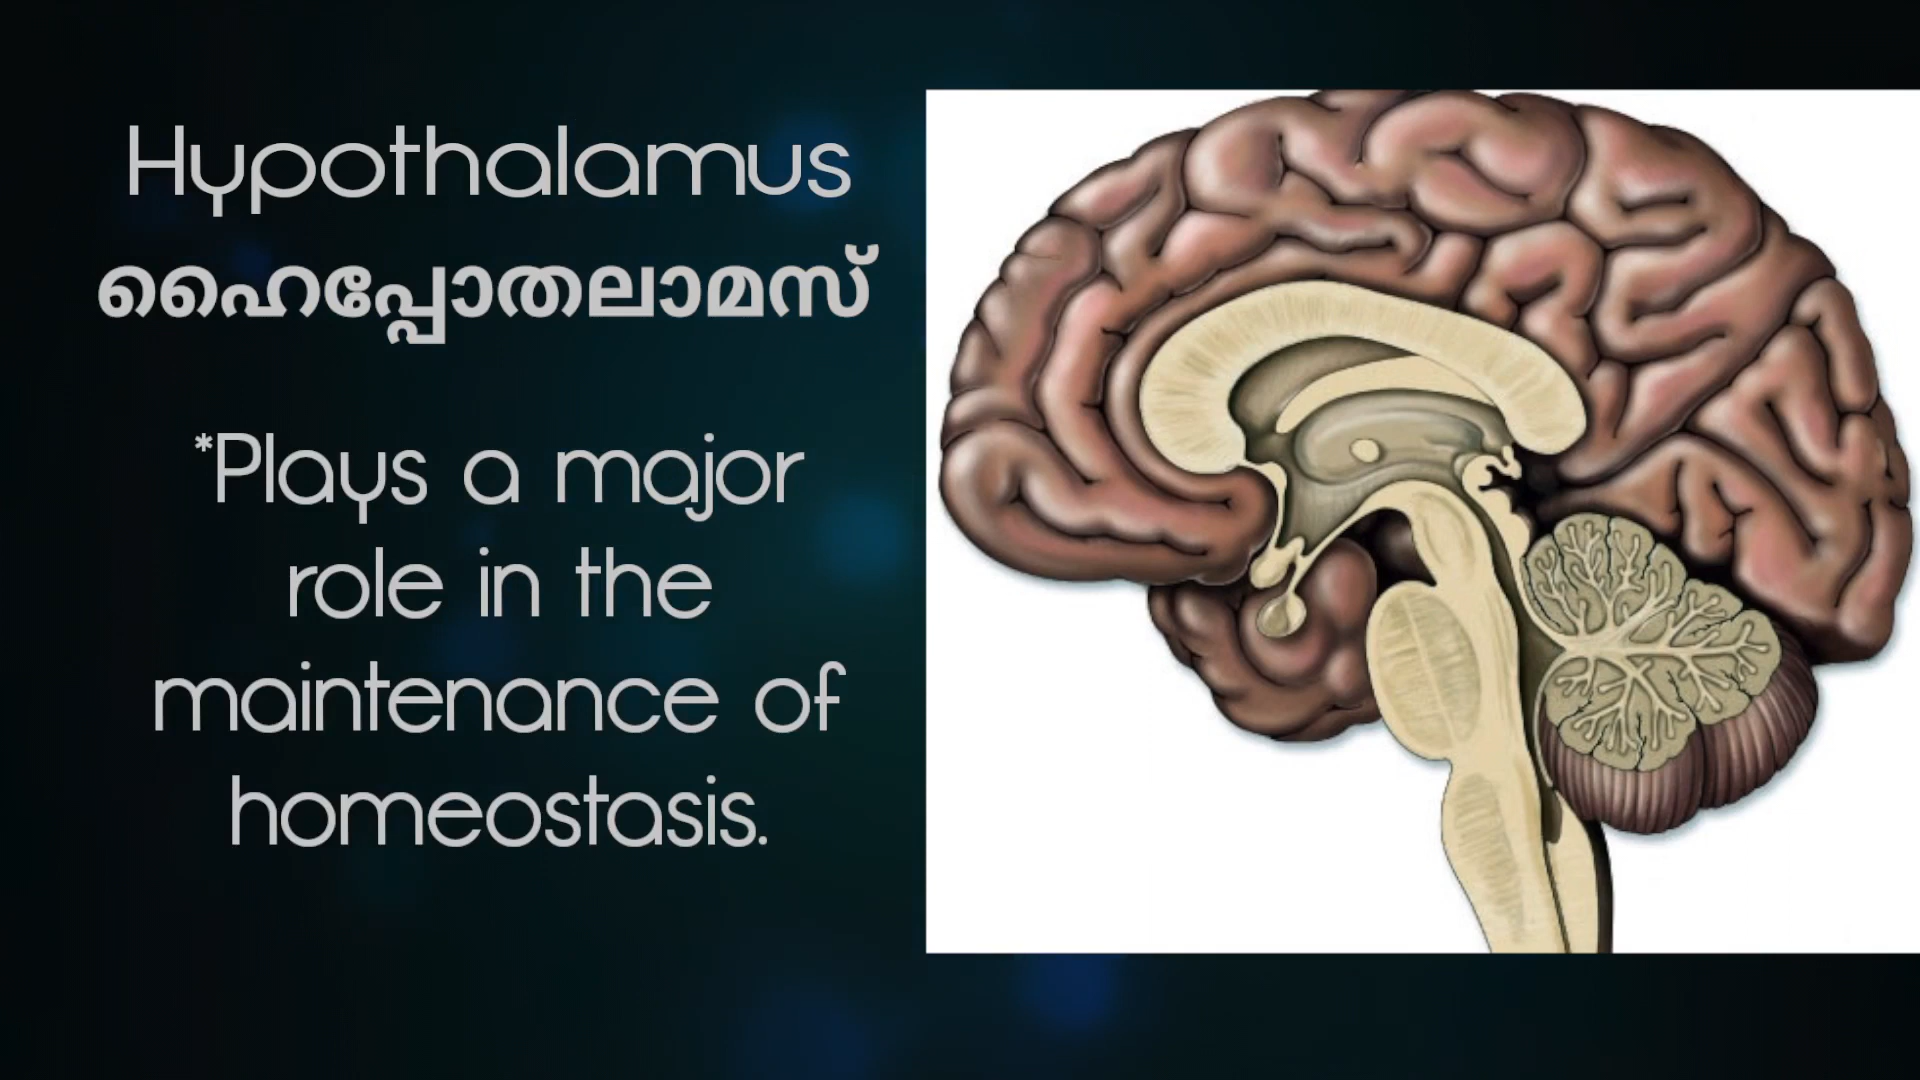 Hypothalamus
ഹൈപ്പോതലാമസ്
*Plays a major
role in the
maintenance of
homeostasis.